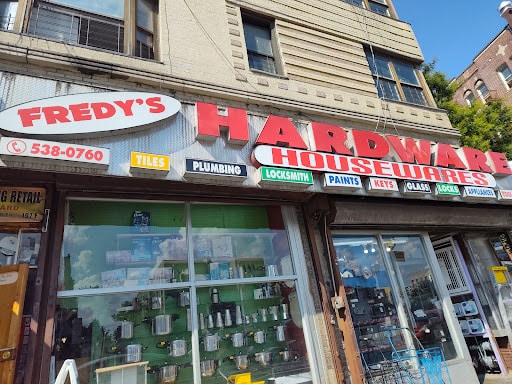 FREDY'S
HARDWARE
HOUSEWARES
538-0760
TILES
PLUMBING
LOCKSMITH
PAINTS
KEYS
GLASS
LOCKS
APPLIANCES
RETAIL